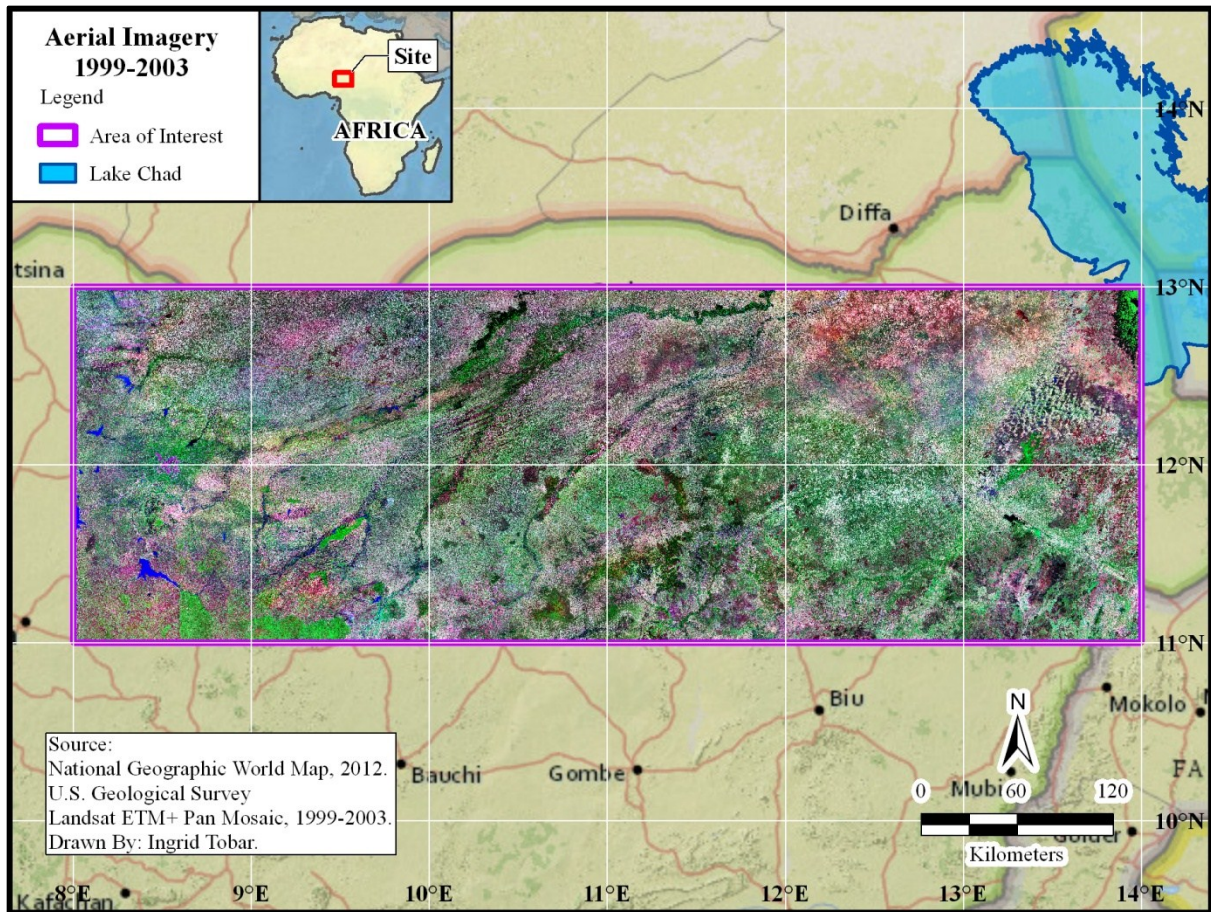 Aerial Imagery
1999-2003
Legend
Area of Interest
Lake Chad
Site
AFRICA
14°N
Diffa
tsina
13°N
12°N
11°N
Biu
Mokolo
N
Source:
National Geographic World Map, 2012.
U.S. Geological Survey
Landsat ETM+ Pan Mosaic, 1999-2003.
Drawn By: Ingrid Tobar.
Bauchi
Gombe
Mubi
FA
0 60 120
Kilometers
10°N
Kafachan
8°E 9°E 10°E 11°E 12°E 13°E 14°E